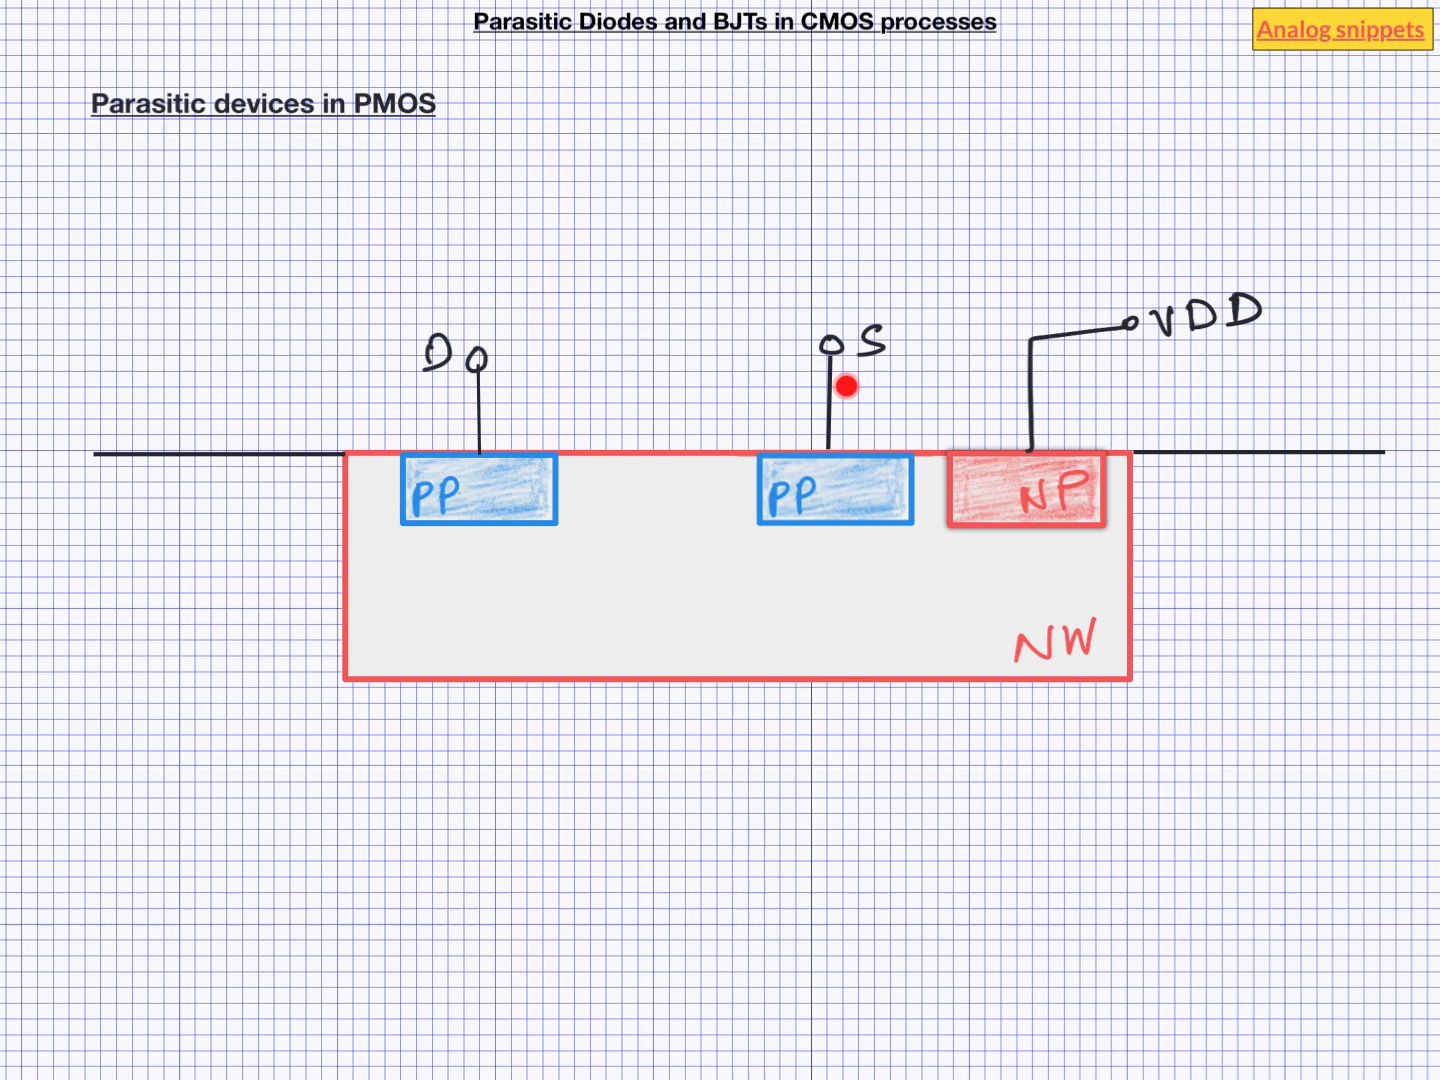 Parasitic Diodes and BJTs in CMOS processes
Analog snippets
Parasitic devices in PMOS
D
S
VDD
PP
PP
NP
NW